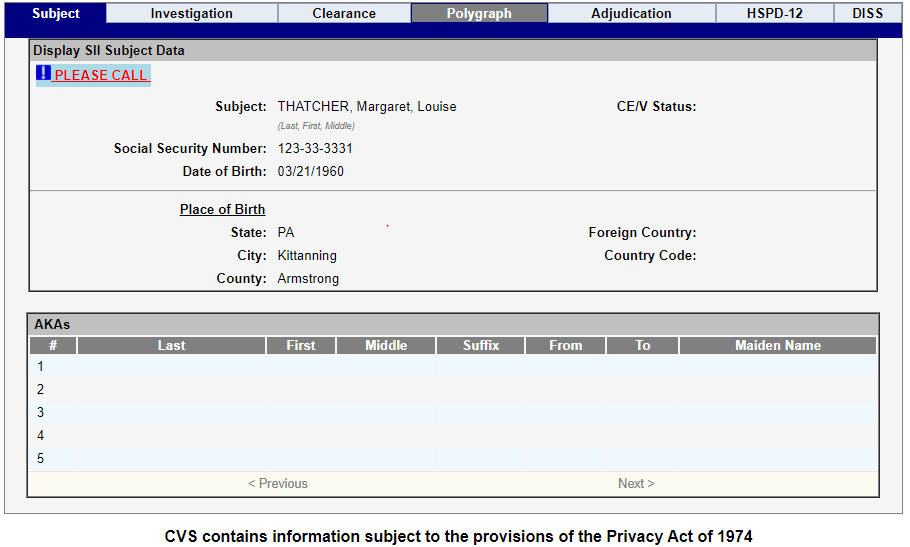 Subject Investigation Clearance Polygraph Adjudication HSPD-12 DISS
Display SII Subject Data
! PLEASE CALL
Subject: THATCHER, Margaret, Louise CE/V Status:
(Last, First, Middle)
Social Security Number: 123-33-3331
Date of Birth: 03/21/1960
Place of Birth
State: PA Foreign Country:
City: Kittanning Country Code:
County: Armstrong
AKAs
# Last First Middle Suffix From To Maiden Name
1
2
3
4
5
< Previous Next >
CVS contains information subject to the provisions of the Privacy Act of 1974